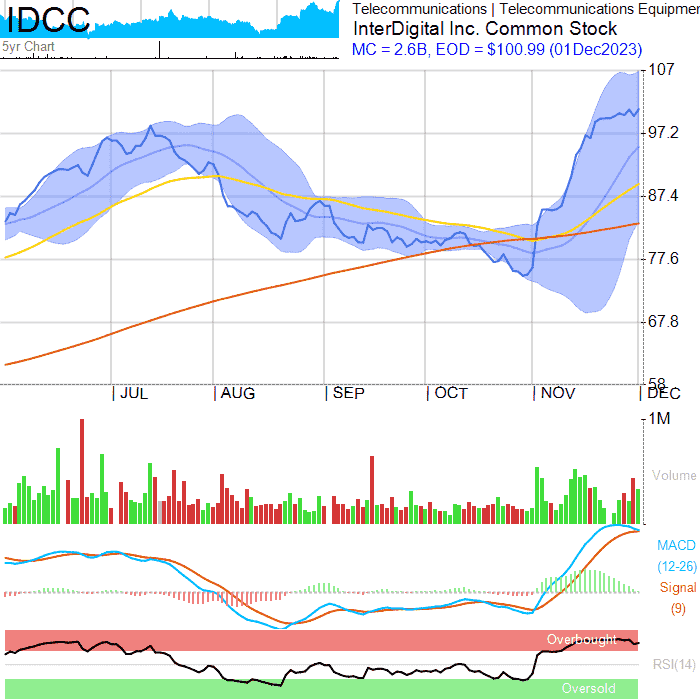 IDCC
5yr Chart
Telecommunications | Telecommunications Equipmen
InterDigital Inc. Common Stock
MC = 2.6B, EOD = $100.99 (01Dec2023)
107
97.2
87.4
77.6
67.8
58
JUL AUG SEP OCT NOV DEC
1M
Volume
MACD
(12-26)
Signal
(9)
Overbought
RSI(14)
Oversold